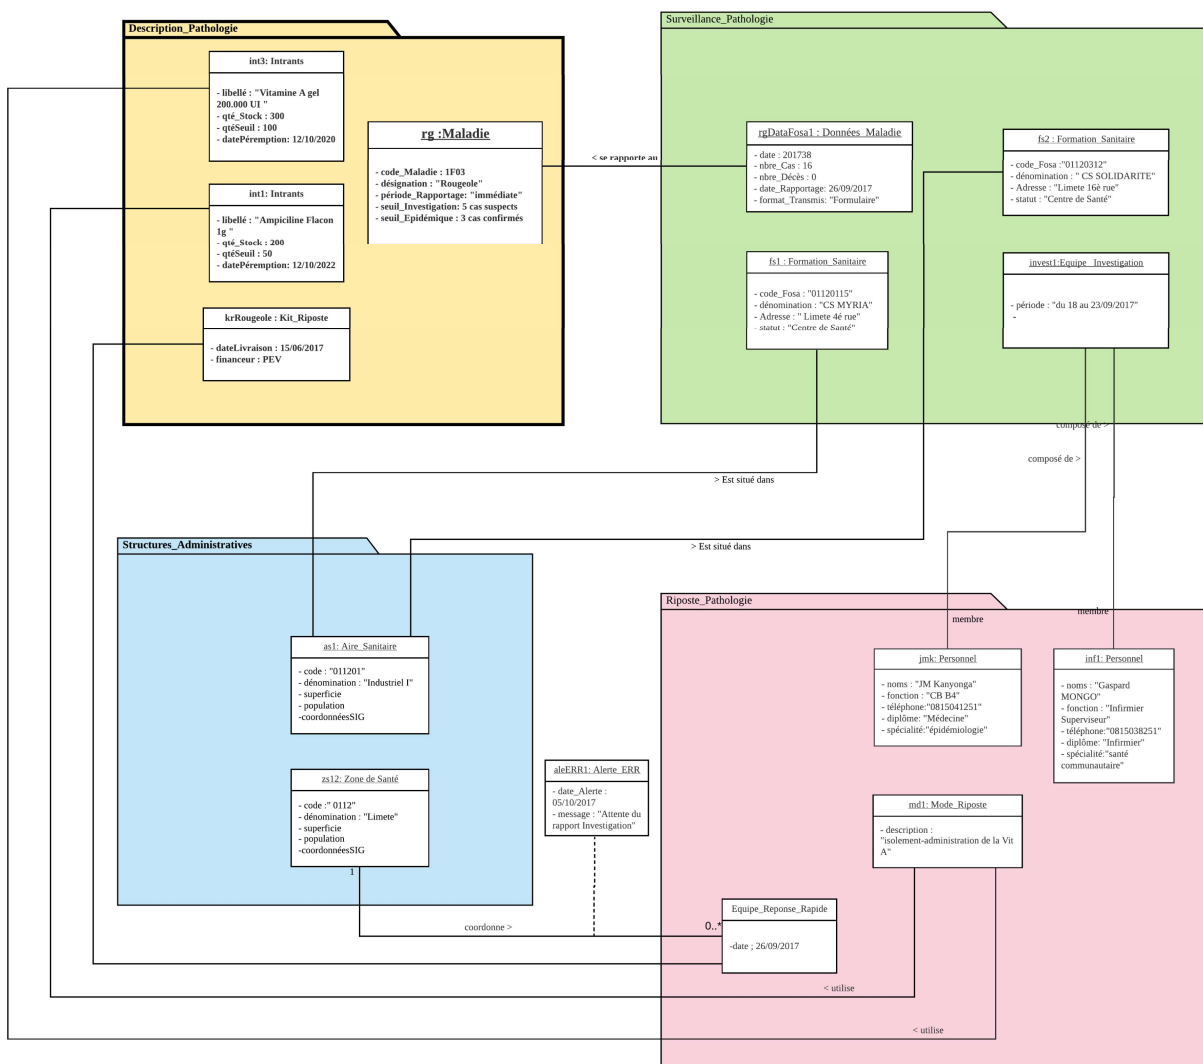 Description_Pathologie
int3: Intrants
- libellé : "Vitamine A gel
200.000 UI "
- qté_Stock : 300
- qtéSeuil : 100
- datePéremption: 12/10/2020
int1: Intrants
- libellé : "Ampiciline Flacon
1g "
- qté_Stock : 200
- qtéSeuil : 50
- datePéremption: 12/10/2022
krRougeole : Kit_Riposte
- dateLivraison : 15/06/2017
- financeur : PEV
rg :Maladie
- code_Maladie : 1F03
- désignation : "Rougeole"
- période_Rapportage: "immédiate"
- seuil_Investigation: 5 cas suspects
- seuil_Epidémique : 3 cas confirmés
< se rapporte au
Surveillance_Pathologie
rgDataFosa1 : Données_Maladie
- date : 201738
- nbre_Cas : 16
- nbre_Décès : 0
- date_Rapportage: 26/09/2017
- format_Transmis: "Formulaire"
fs2 : Formation_Sanitaire
- code_Fosa :"01120312"
- dénomination : " CS SOLIDARITE"
- Adresse : "Limete 16è rue"
- statut : "Centre de Santé"
fs1 : Formation_Sanitaire
- code_Fosa : "01120115"
- dénomination : "CS MYRIA"
- Adresse : " Limete 4é rue"
- statut : "Centre de Santé"
invest1:Equipe_Investigation
- période : "du 18 au 23/09/2017"
-
composé de >
composé de >
> Est situé dans
> Est situé dans
Structures_Administratives
as1: Aire_Sanitaire
- code : "011201"
- dénomination : "Industriel I"
- superficie
- population
-coordonnéesSIG
zs12: Zone de Santé
- code :" 0112"
- dénomination : "Limete"
- superficie
- population
-coordonnéesSIG
1
coordonne >
0..*
aleERR1: Alerte_ERR
- date_Alerte :
05/10/2017
- message : "Attente du
rapport Investigation"
Riposte_Pathologie
membre
membre
jmk: Personnel
- noms : "JM Kanyonga"
- fonction : "CB B4"
- téléphone:"0815041251"
- diplôme: "Médecine"
- spécialité:"épidémiologie"
inf1: Personnel
- noms : "Gaspard
MONGO"
- fonction : "Infirmier
Superviseur"
- téléphone:"0815038251"
- diplôme: "Infirmier"
- spécialité:"santé
communautaire"
md1: Mode_Riposte
- description :
"isolement-administration de la Vit
A"
Equipe_Reponse_Rapide
-date ; 26/09/2017
< utilise
< utilise